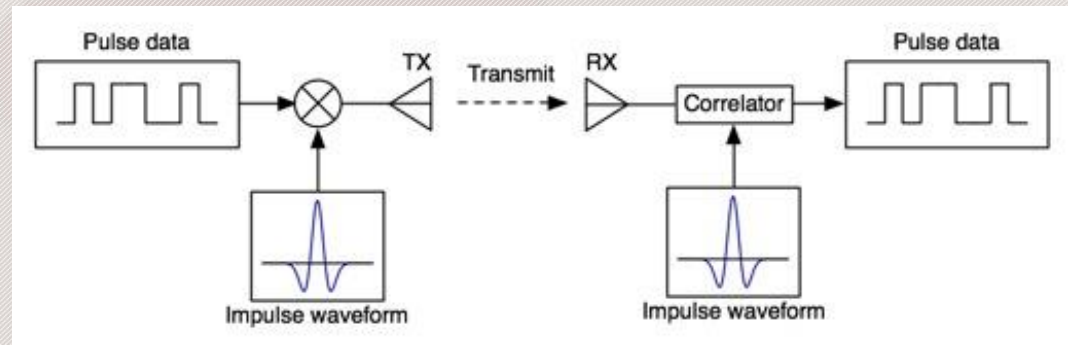 Pulse data
TX
Transmit
RX
Correlator
Pulse data
Impulse waveform
Impulse waveform